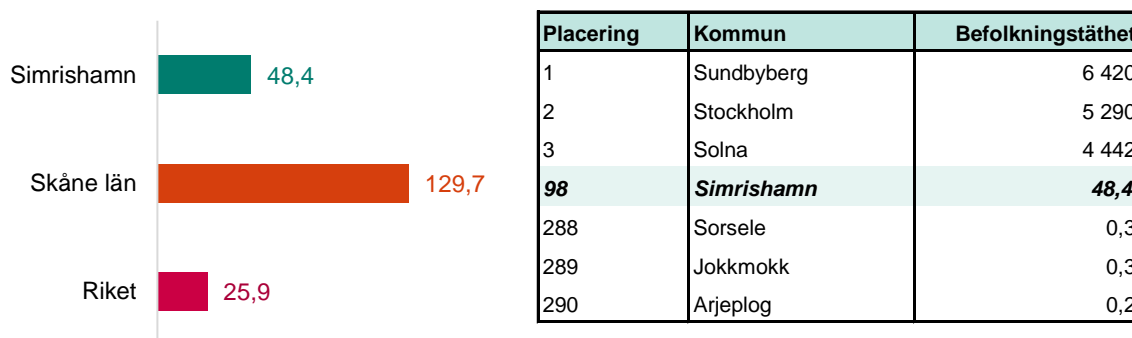 Simrishamn 48,4
Skåne län 129,7
Riket 25,9
Placering Kommun Befolkningstäthet
1 Sundbyberg 6 420
2 Stockholm 5 290
3 Solna 4 442
98 Simrishamn 48,4
288 Sorsele 0,3
289 Jokkmokk 0,3
290 Arjeplog 0,2